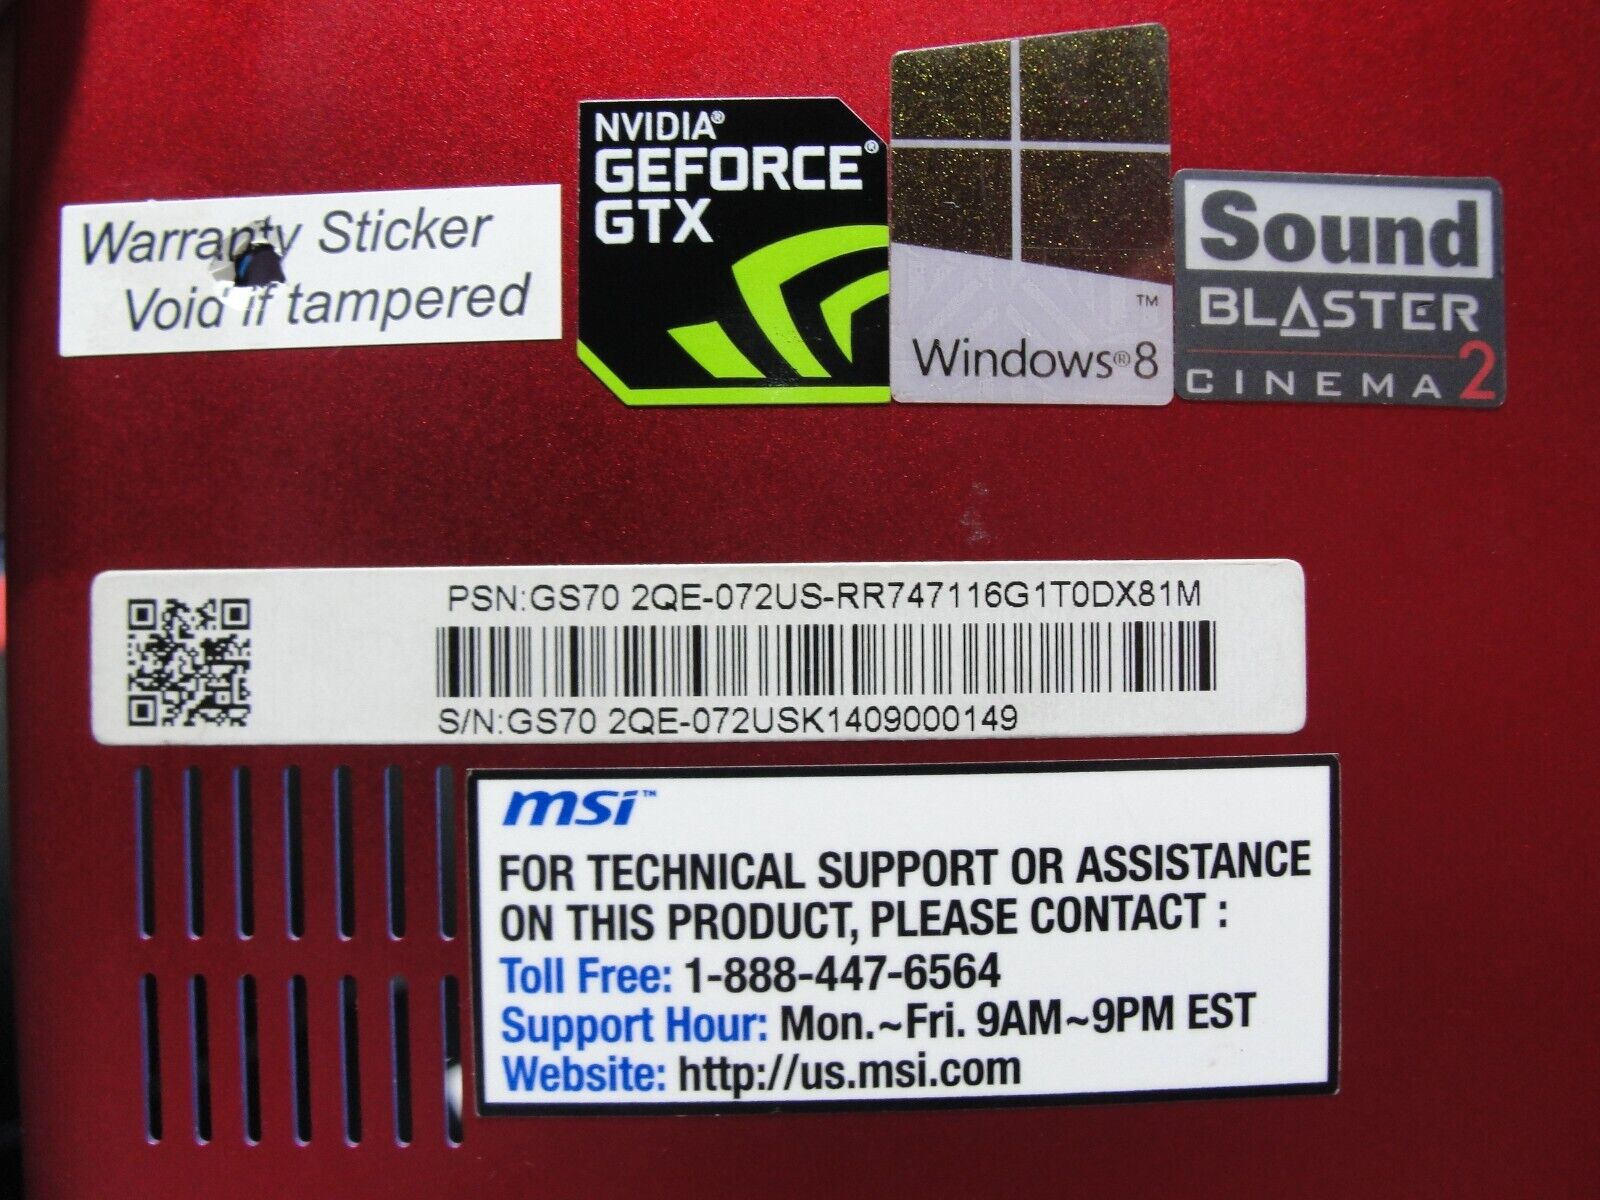 Warranty Sticker
Void if tampered
NVIDIA®
GEFORCE®
GTX
™
Windows®8
Sound
BLASTER
CINEMA 2
PSN:GS70 2QE-072US-RR747116G1T0DX81M
S/N:GS70 2QE-072USK1409000149
msi™
FOR TECHNICAL SUPPORT OR ASSISTANCE
ON THIS PRODUCT, PLEASE CONTACT :
Toll Free: 1-888-447-6564
Support Hour: Mon.~Fri. 9AM~9PM EST
Website: http://us.msi.com